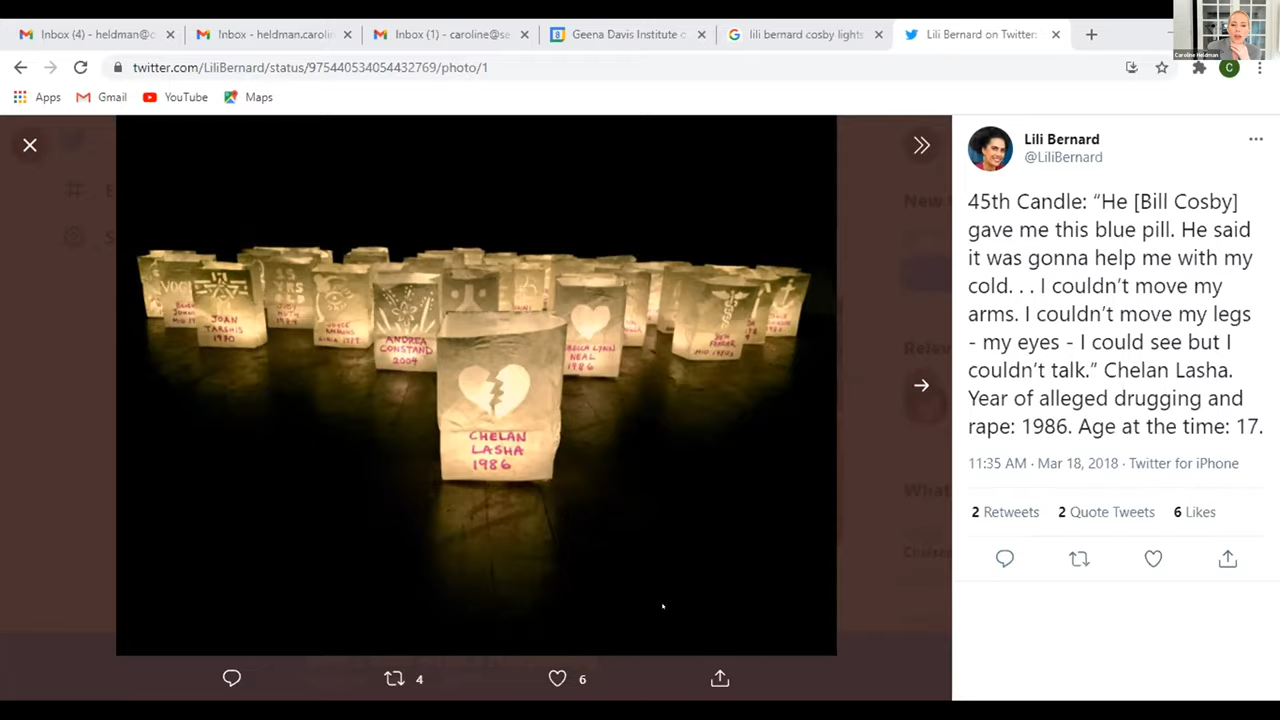 Inbox (4) - heldman@c
Inbox - heldman.carolin
Inbox (1) - caroline@s
Geena Davis Institute o
lili bernard cosby lights
Lili Bernard on Twitter:
Caroline Heldman
twitter.com/LiliBernard/status/975440534054432769/photo/1
C
Apps
Gmail
YouTube
Maps
JOAN
TARSHIS
ANDREA
CONSTAND
2004
BECCA LYNN
NEAL
1986
CHELAN
LASHA
1986
4
6
Lili Bernard
@LiliBernard
45th Candle: “He [Bill Cosby]
gave me this blue pill. He said
it was gonna help me with my
cold. . . I couldn’t move my
arms. I couldn’t move my legs
- my eyes - I could see but I
couldn’t talk.” Chelan Lasha.
Year of alleged drugging and
rape: 1986. Age at the time: 17.
11:35 AM · Mar 18, 2018 · Twitter for iPhone
2 Retweets 2 Quote Tweets 6 Likes